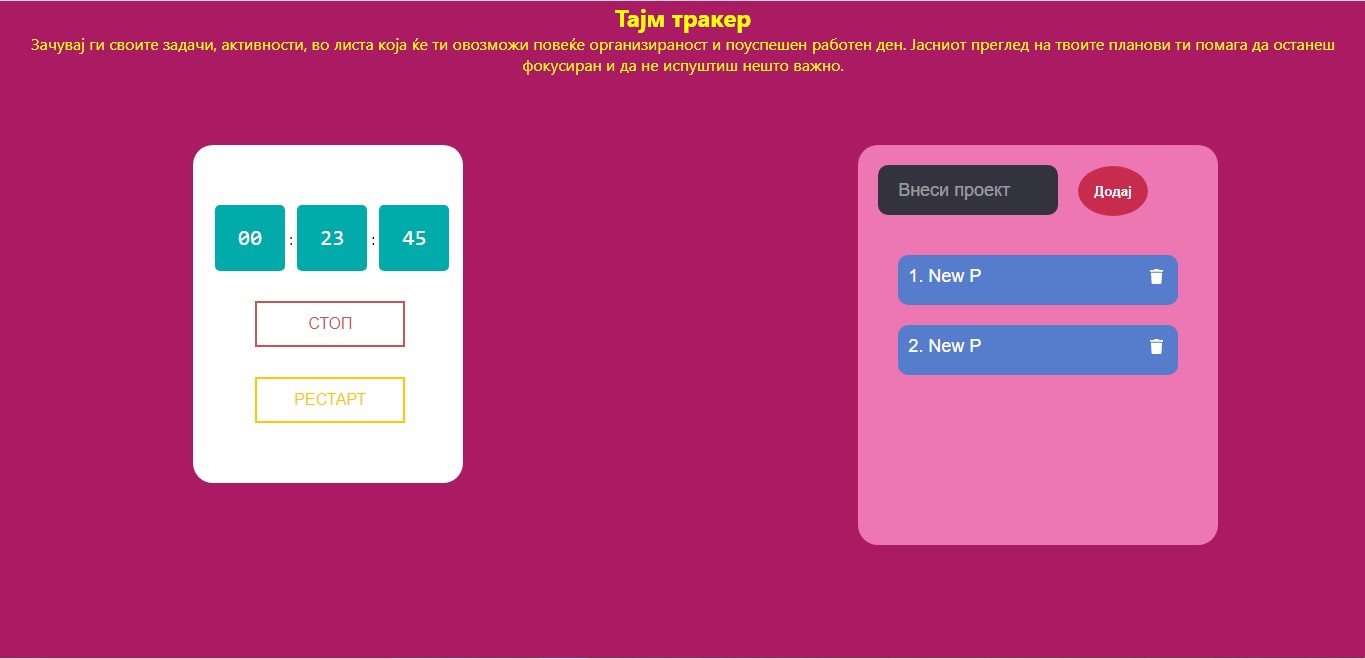 Тајм тракер
Зачувај ги своите задачи, активности, во листа која ќе ти овозможи повеќе организираност и поуспешен работен ден. Јасниот преглед на твоите планови ти помага да останеш
фокусиран и да не испуштиш нешто важно.
00 : 23 : 45
СТОП
РЕСТАРТ
Внеси проект
Додај
1. New P
2. New P